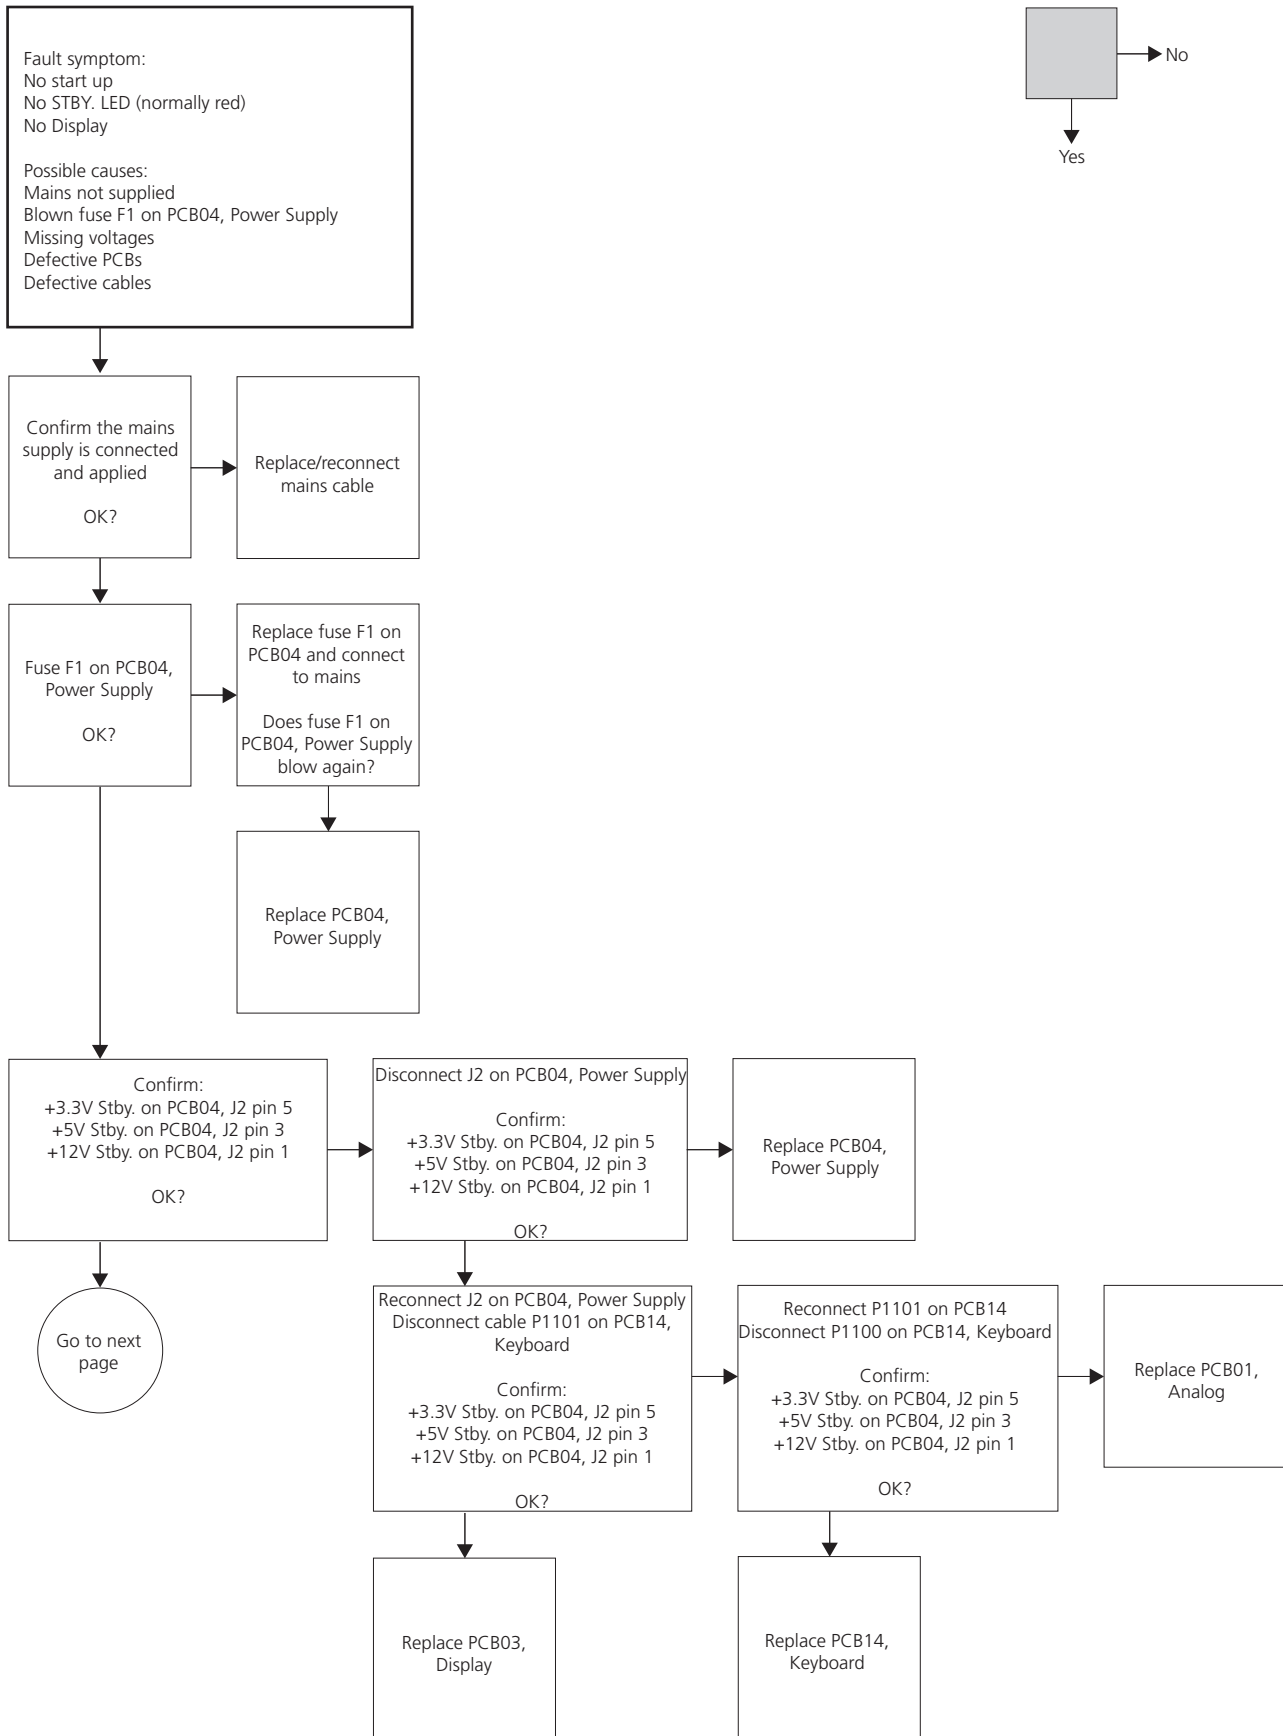 Fault symptom:
No start up
No STBY. LED (normally red)
No Display
Possible causes:
Mains not supplied
Blown fuse F1 on PCB04, Power Supply
Missing voltages
Defective PCBs
Defective cables
No
Yes
Confirm the mains
supply is connected
and applied
OK?
Replace/reconnect
mains cable
Fuse F1 on PCB04,
Power Supply
OK?
Replace fuse F1 on
PCB04 and connect
to mains
Does fuse F1 on
PCB04, Power Supply
blow again?
Replace PCB04,
Power Supply
Confirm:
+3.3V Stby. on PCB04, J2 pin 5
+5V Stby. on PCB04, J2 pin 3
+12V Stby. on PCB04, J2 pin 1
OK?
Disconnect J2 on PCB04, Power Supply
Confirm:
+3.3V Stby. on PCB04, J2 pin 5
+5V Stby. on PCB04, J2 pin 3
+12V Stby. on PCB04, J2 pin 1
OK?
Replace PCB04,
Power Supply
Go to next
page
Reconnect J2 on PCB04, Power Supply
Disconnect cable P1101 on PCB14,
Keyboard
Confirm:
+3.3V Stby. on PCB04, J2 pin 5
+5V Stby. on PCB04, J2 pin 3
+12V Stby. on PCB04, J2 pin 1
OK?
Reconnect P1101 on PCB14
Disconnect P1100 on PCB14, Keyboard
Confirm:
+3.3V Stby. on PCB04, J2 pin 5
+5V Stby. on PCB04, J2 pin 3
+12V Stby. on PCB04, J2 pin 1
OK?
Replace PCB01,
Analog
Replace PCB03,
Display
Replace PCB14,
Keyboard